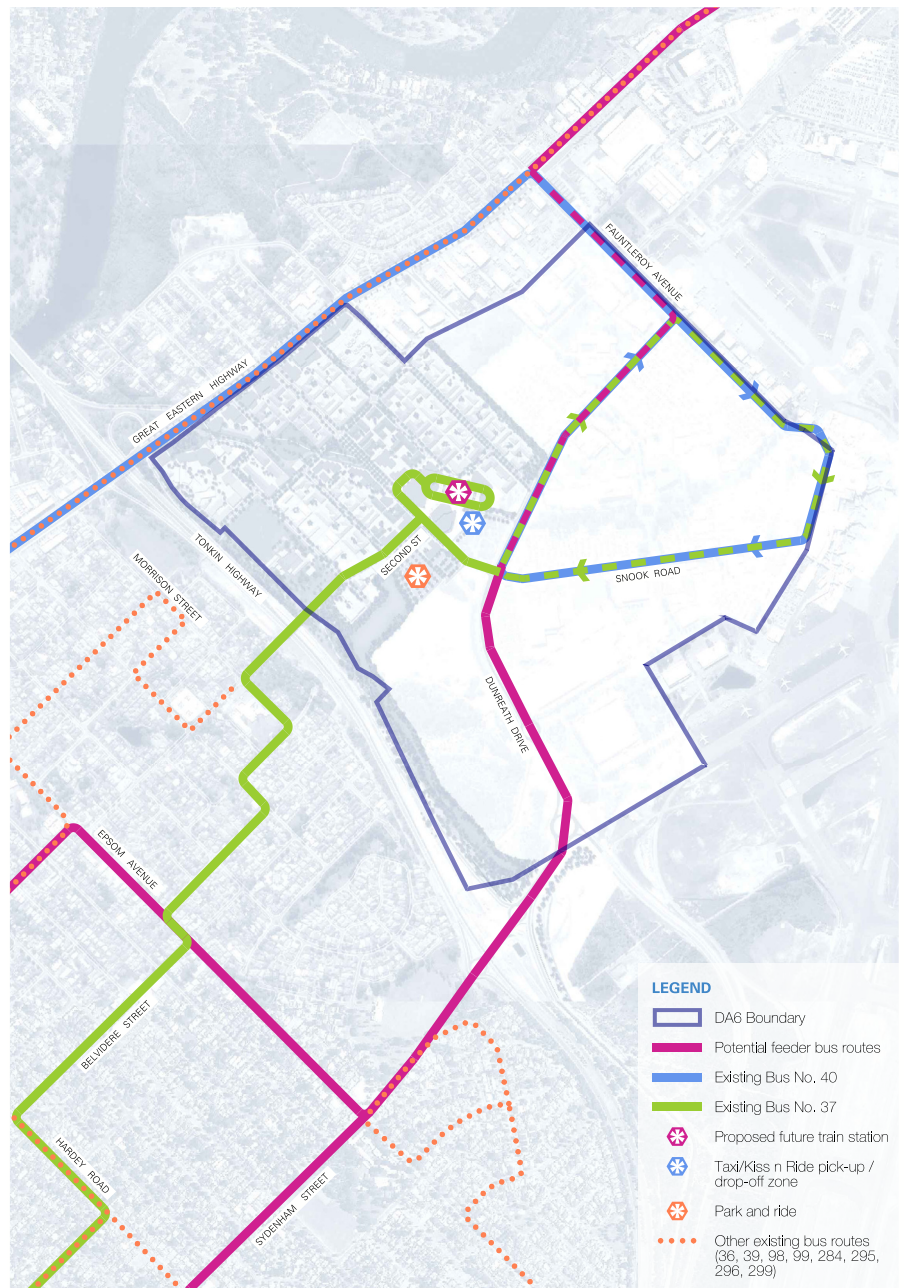 FAUNTLEROY AVENUE
GREAT EASTERN HIGHWAY
TONKIN HIGHWAY
SECOND ST
MORRISON STREET
SNOOK ROAD
DUNREATH DRIVE
EPSOM AVENUE
BELVIDERE STREET
HARDEY ROAD
SYDENHAM STREET
LEGEND
DA6 Boundary
Potential feeder bus routes
Existing Bus No. 40
Existing Bus No. 37
Proposed future train station
Taxi/Kiss n Ride pick-up /
drop-off zone
Park and ride
Other existing bus routes
(36, 39, 98, 99, 284, 295,
296, 299)